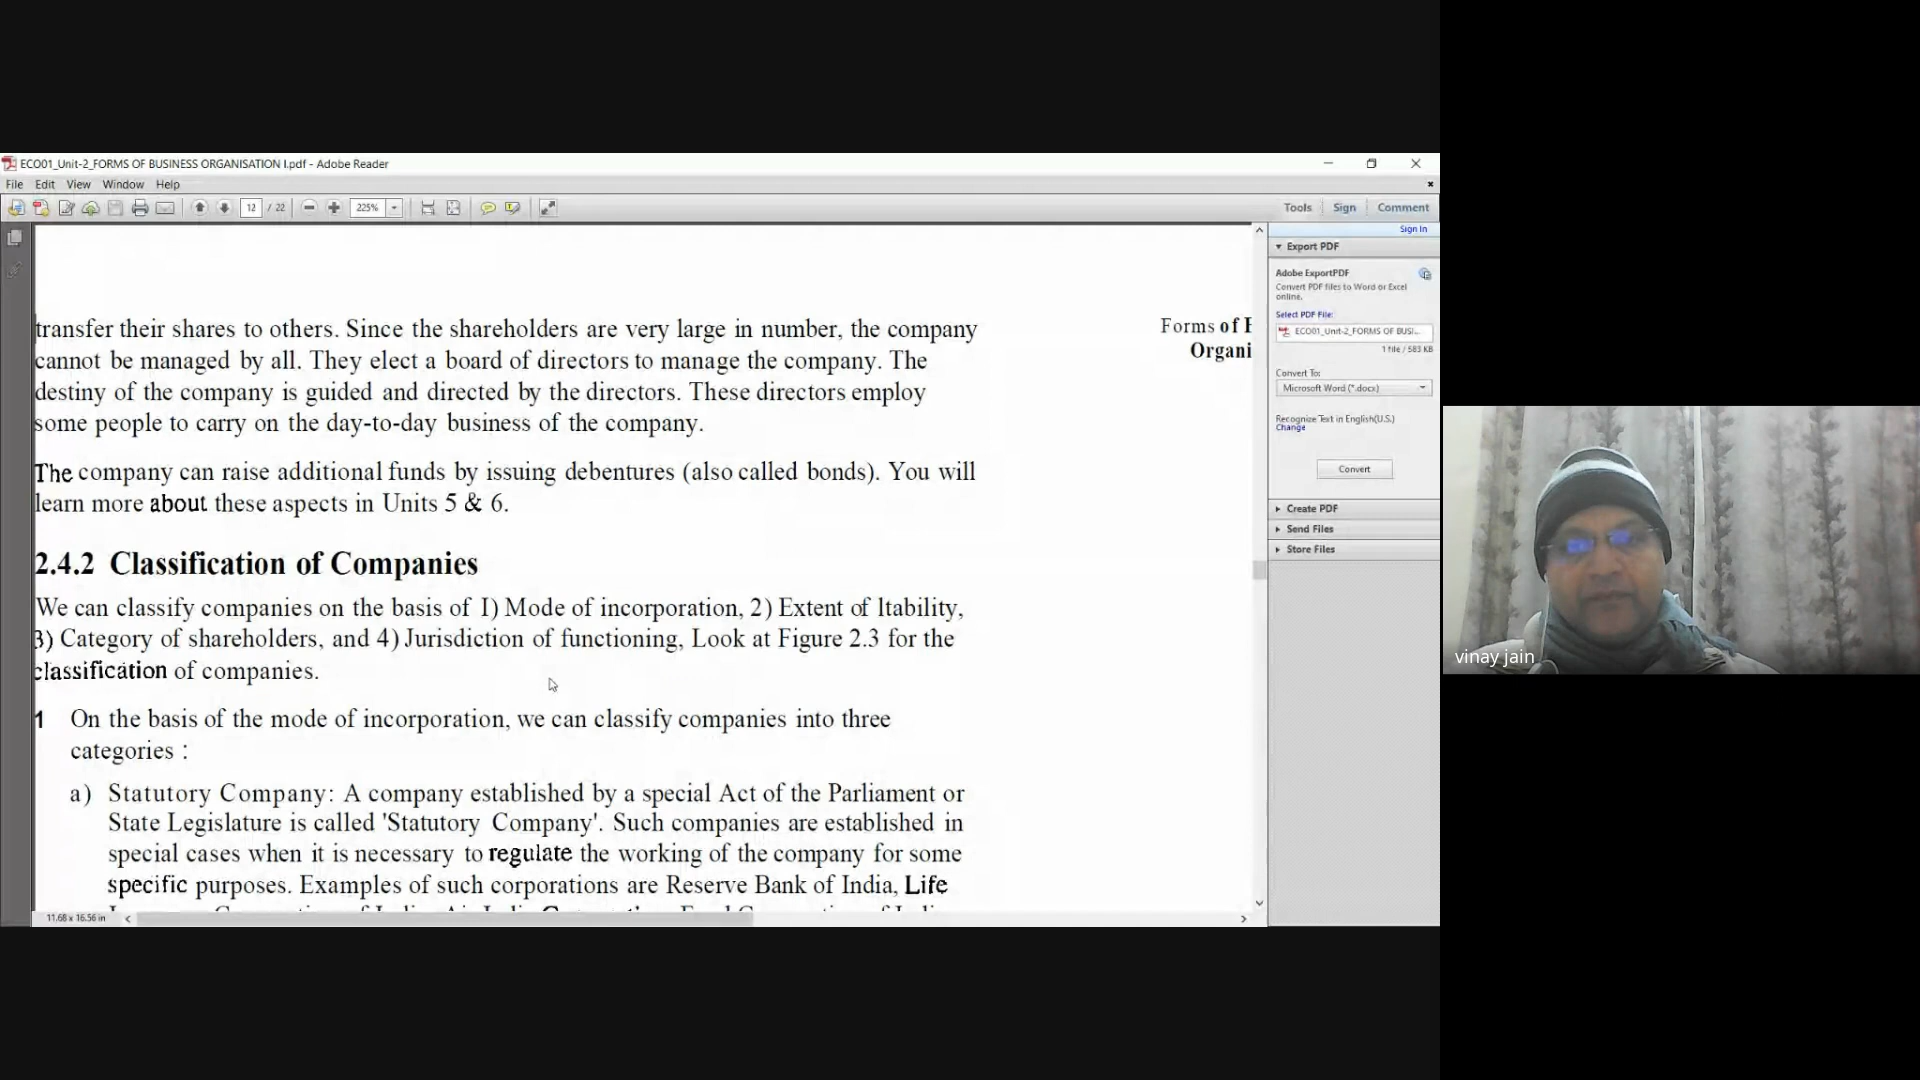 ECO01_Unit-2_FORMS OF BUSINESS ORGANISATION I.pdf - Adobe Reader
File Edit View Window Help
12 / 22 225% Tools Sign Comment
Sign In
transfer their shares to others. Since the shareholders are very large in number, the company
cannot be managed by all. They elect a board of directors to manage the company. The
destiny of the company is guided and directed by the directors. These directors employ
some people to carry on the day-to-day business of the company.
The company can raise additional funds by issuing debentures (also called bonds). You will
learn more about these aspects in Units 5 & 6.
2.4.2 Classification of Companies
We can classify companies on the basis of I) Mode of incorporation, 2) Extent of Itability,
3) Category of shareholders, and 4) Jurisdiction of functioning, Look at Figure 2.3 for the
classification of companies.
1 On the basis of the mode of incorporation, we can classify companies into three
categories :
a) Statutory Company: A company established by a special Act of the Parliament or
State Legislature is called 'Statutory Company'. Such companies are established in
special cases when it is necessary to regulate the working of the company for some
specific purposes. Examples of such corporations are Reserve Bank of India, Life
Forms of
Organi
11.68 x 16.56 in
Export PDF
Adobe ExportPDF
Convert PDF files to Word or Excel
online.
Select PDF File:
ECO01_Unit-2_FORMS OF BUSI...
1 file / 583 KB
Convert To:
Microsoft Word (*.docx)
Recognize Text in English(U.S.)
Change
Convert
Create PDF
Send Files
Store Files
vinay jain